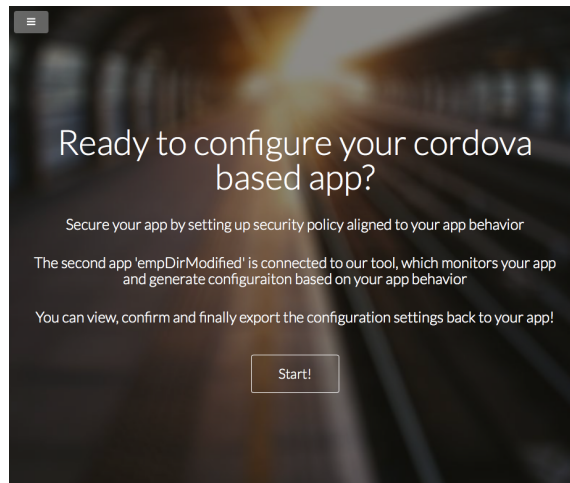 Ready to configure your cordova
based app?
Secure your app by setting up security policy aligned to your app behavior
The second app 'empDirModified' is connected to our tool, which monitors your app
and generate configuraiton based on your app behavior
You can view, confirm and finally export the configuration settings back to your app!
Start!